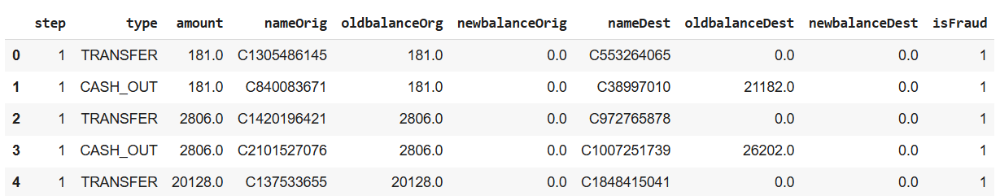 step type amount nameOrig oldbalanceOrg newbalanceOrig nameDest oldbalanceDest newbalanceDest isFraud
0 1 TRANSFER 181.0 C1305486145 181.0 0.0 C553264065 0.0 0.0 1
1 1 CASH_OUT 181.0 C840083671 181.0 0.0 C38997010 21182.0 0.0 1
2 1 TRANSFER 2806.0 C1420196421 2806.0 0.0 C972765878 0.0 0.0 1
3 1 CASH_OUT 2806.0 C2101527076 2806.0 0.0 C1007251739 26202.0 0.0 1
4 1 TRANSFER 20128.0 C137533655 20128.0 0.0 C1848415041 0.0 0.0 1